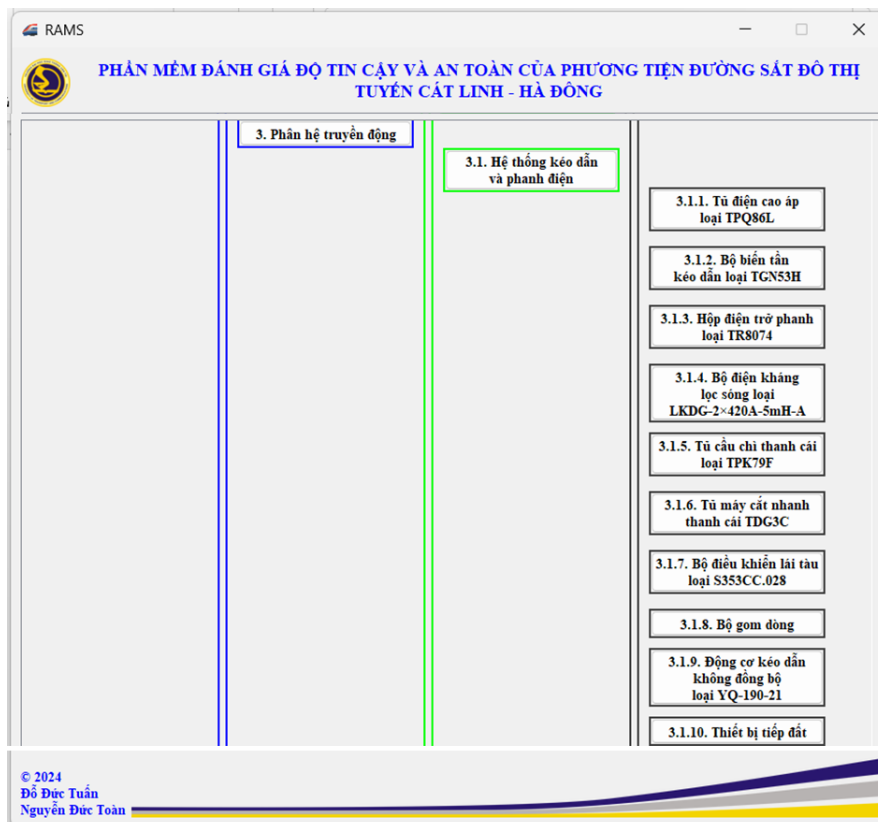 RAMS
PHẦN MỀM ĐÁNH GIÁ ĐỘ TIN CẬY VÀ AN TOÀN CỦA PHƯƠNG TIỆN ĐƯỜNG SẮT ĐÔ THỊ
TUYẾN CÁT LINH - HÀ ĐÔNG
3. Phân hệ truyền động
3.1. Hệ thống kéo dẫn
và phanh điện
3.1.1. Tủ điện cao áp
loại TPQ86L
3.1.2. Bộ biến tần
kéo dẫn loại TGN53H
3.1.3. Hộp điện trở phanh
loại TR8074
3.1.4. Bộ điện kháng
lọc sóng loại
LKDG-2×420A-5mH-A
3.1.5. Tủ cầu chì thanh cái
loại TPK79F
3.1.6. Tủ máy cắt nhanh
thanh cái TDG3C
3.1.7. Bộ điều khiển lái tàu
loại S353CC.028
3.1.8. Bộ gom dòng
3.1.9. Động cơ kéo dẫn
không đồng bộ
loại YQ-190-21
3.1.10. Thiết bị tiếp đất
© 2024
Đỗ Đức Tuấn
Nguyễn Đức Toàn